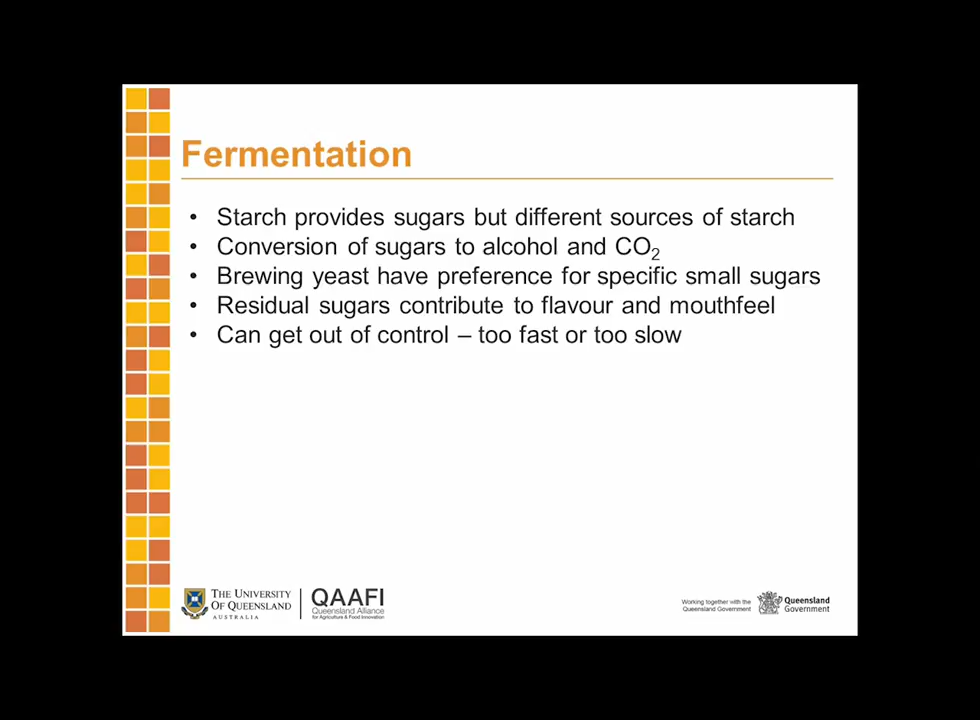 Fermentation
• Starch provides sugars but different sources of starch
• Conversion of sugars to alcohol and CO₂
• Brewing yeast have preference for specific small sugars
• Residual sugars contribute to flavour and mouthfeel
• Can get out of control – too fast or too slow
THE UNIVERSITY
OF QUEENSLAND
AUSTRALIA
QAAFI
Queensland Alliance
for Agriculture & Food Innovation
Working together with the
Queensland Government
Queensland
Government